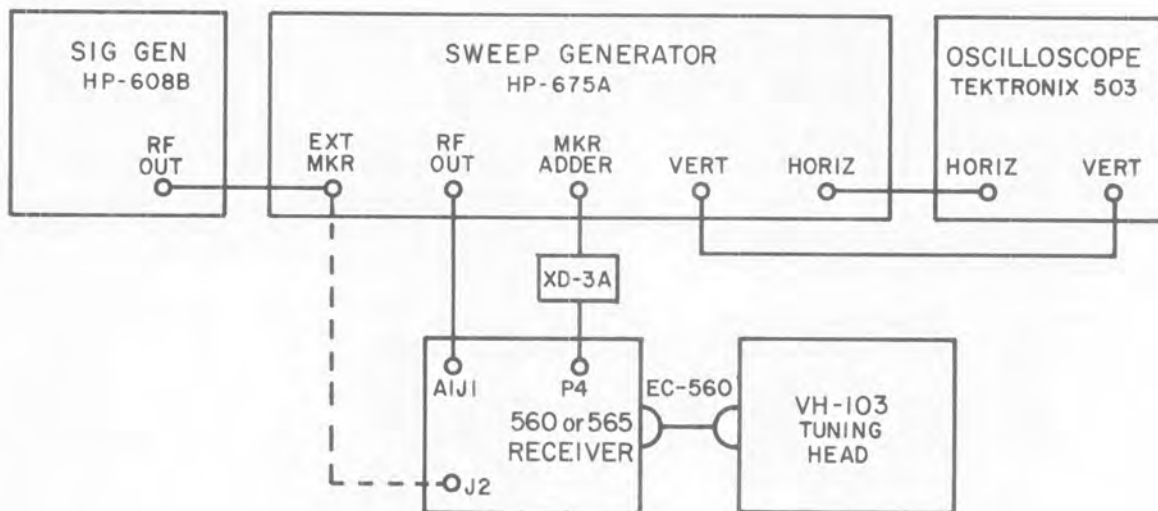 SIG GEN
HP-608B
RF
OUT
SWEEP GENERATOR
HP-675A
EXT
MKR
RF
OUT
MKR
ADDER
VERT
HORIZ
OSCILLOSCOPE
TEKTRONIX 503
HORIZ
VERT
XD-3A
A1J1
P4
560 or 565
RECEIVER
J2
EC-560
VH-103
TUNING
HEAD